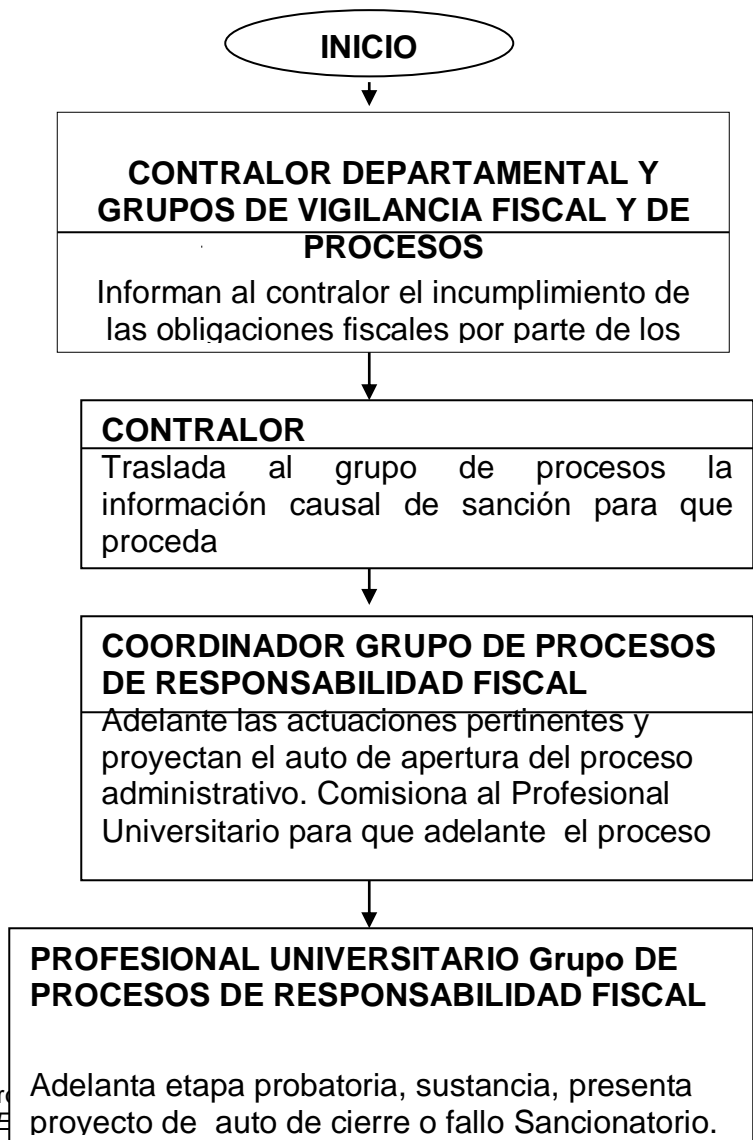 INICIO
CONTRALOR DEPARTAMENTAL Y
GRUPOS DE VIGILANCIA FISCAL Y DE
PROCESOS
Informan al contralor el incumplimiento de
las obligaciones fiscales por parte de los
CONTRALOR
Traslada al grupo de procesos la
información causal de sanción para que
proceda
COORDINADOR GRUPO DE PROCESOS
DE RESPONSABILIDAD FISCAL
Adelante las actuaciones pertinentes y
proyectan el auto de apertura del proceso
administrativo. Comisiona al Profesional
Universitario para que adelante el proceso
PROFESIONAL UNIVERSITARIO Grupo DE
PROCESOS DE RESPONSABILIDAD FISCAL
Adelanta etapa probatoria, sustancia, presenta
proyecto de auto de cierre o fallo Sancionatorio.